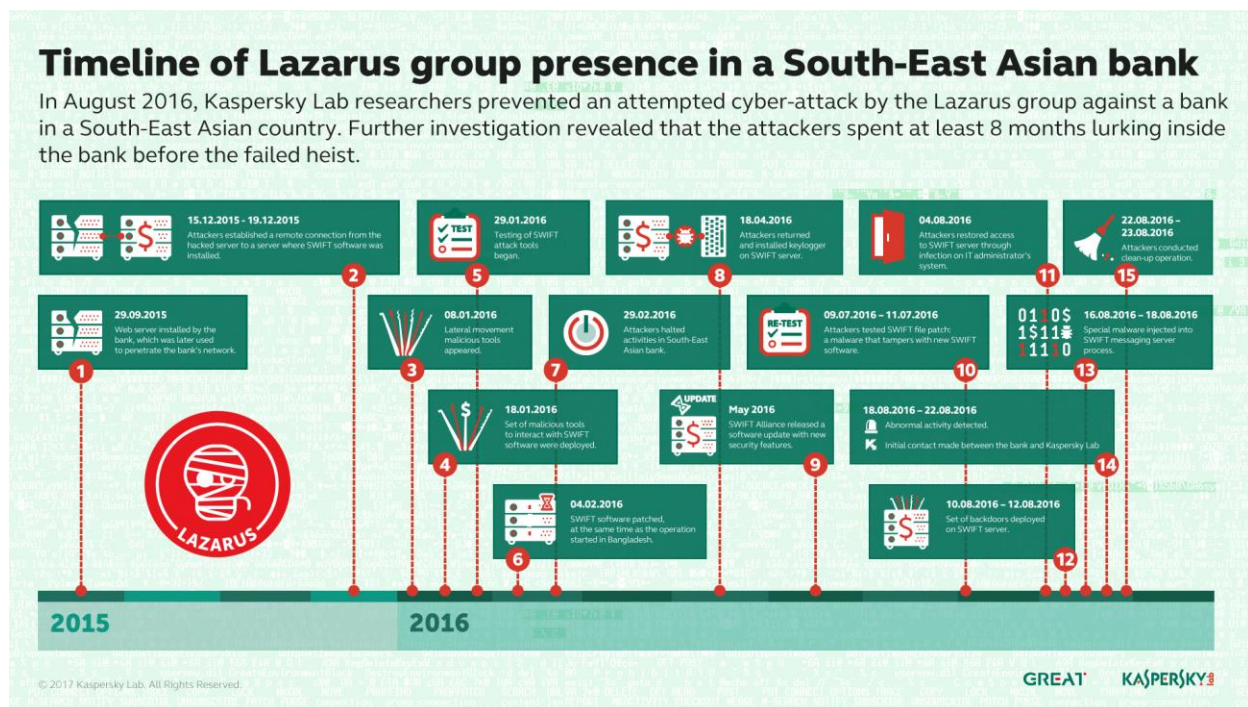 Timeline of Lazarus group presence in a South-East Asian bank
In August 2016, Kaspersky Lab researchers prevented an attempted cyber-attack by the Lazarus group against a bank
in a South-East Asian country. Further investigation revealed that the attackers spent at least 8 months lurking inside
the bank before the failed heist.
15.12.2015 - 19.12.2015
Attackers established a remote connection from the
hacked server to a server where SWIFT software was
installed.
2
TEST
29.01.2016
Testing of SWIFT
attack tools
began.
5
18.04.2016
Attackers returned
and installed keylogger
on SWIFT server.
8
04.08.2016
Attackers restored access
to SWIFT server through
infection on IT administrator's
system.
11
22.08.2016 –
23.08.2016
Attackers conducted
clean-up operation.
15
29.09.2015
Web server installed by the
bank, which was later used
to penetrate the bank's network.
1
08.01.2016
Lateral movement
malicious tools
appeared.
3
29.02.2016
Attackers halted
activities in South-East
Asian bank.
7
RE-TEST
09.07.2016 – 11.07.2016
Attackers tested SWIFT file patch:
a malware that tampers with new SWIFT
software.
10
0110$
1$11
11110
16.08.2016 – 18.08.2016
Special malware injected into
SWIFT messaging server
process.
13
18.01.2016
Set of malicious tools
to interact with SWIFT
software were deployed.
4
UPDATE
May 2016
SWIFT Alliance released a
software update with new
security features.
9
18.08.2016 – 22.08.2016
Abnormal activity detected.
Initial contact made between the bank and Kaspersky Lab
14
04.02.2016
SWIFT software patched,
at the same time as the operation
started in Bangladesh.
6
10.08.2016 – 12.08.2016
Set of backdoors deployed
on SWIFT server.
12
LAZARUS
2015
2016
© 2017 Kaspersky Lab. All Rights Reserved.
GREAT
KASPERSKY lab